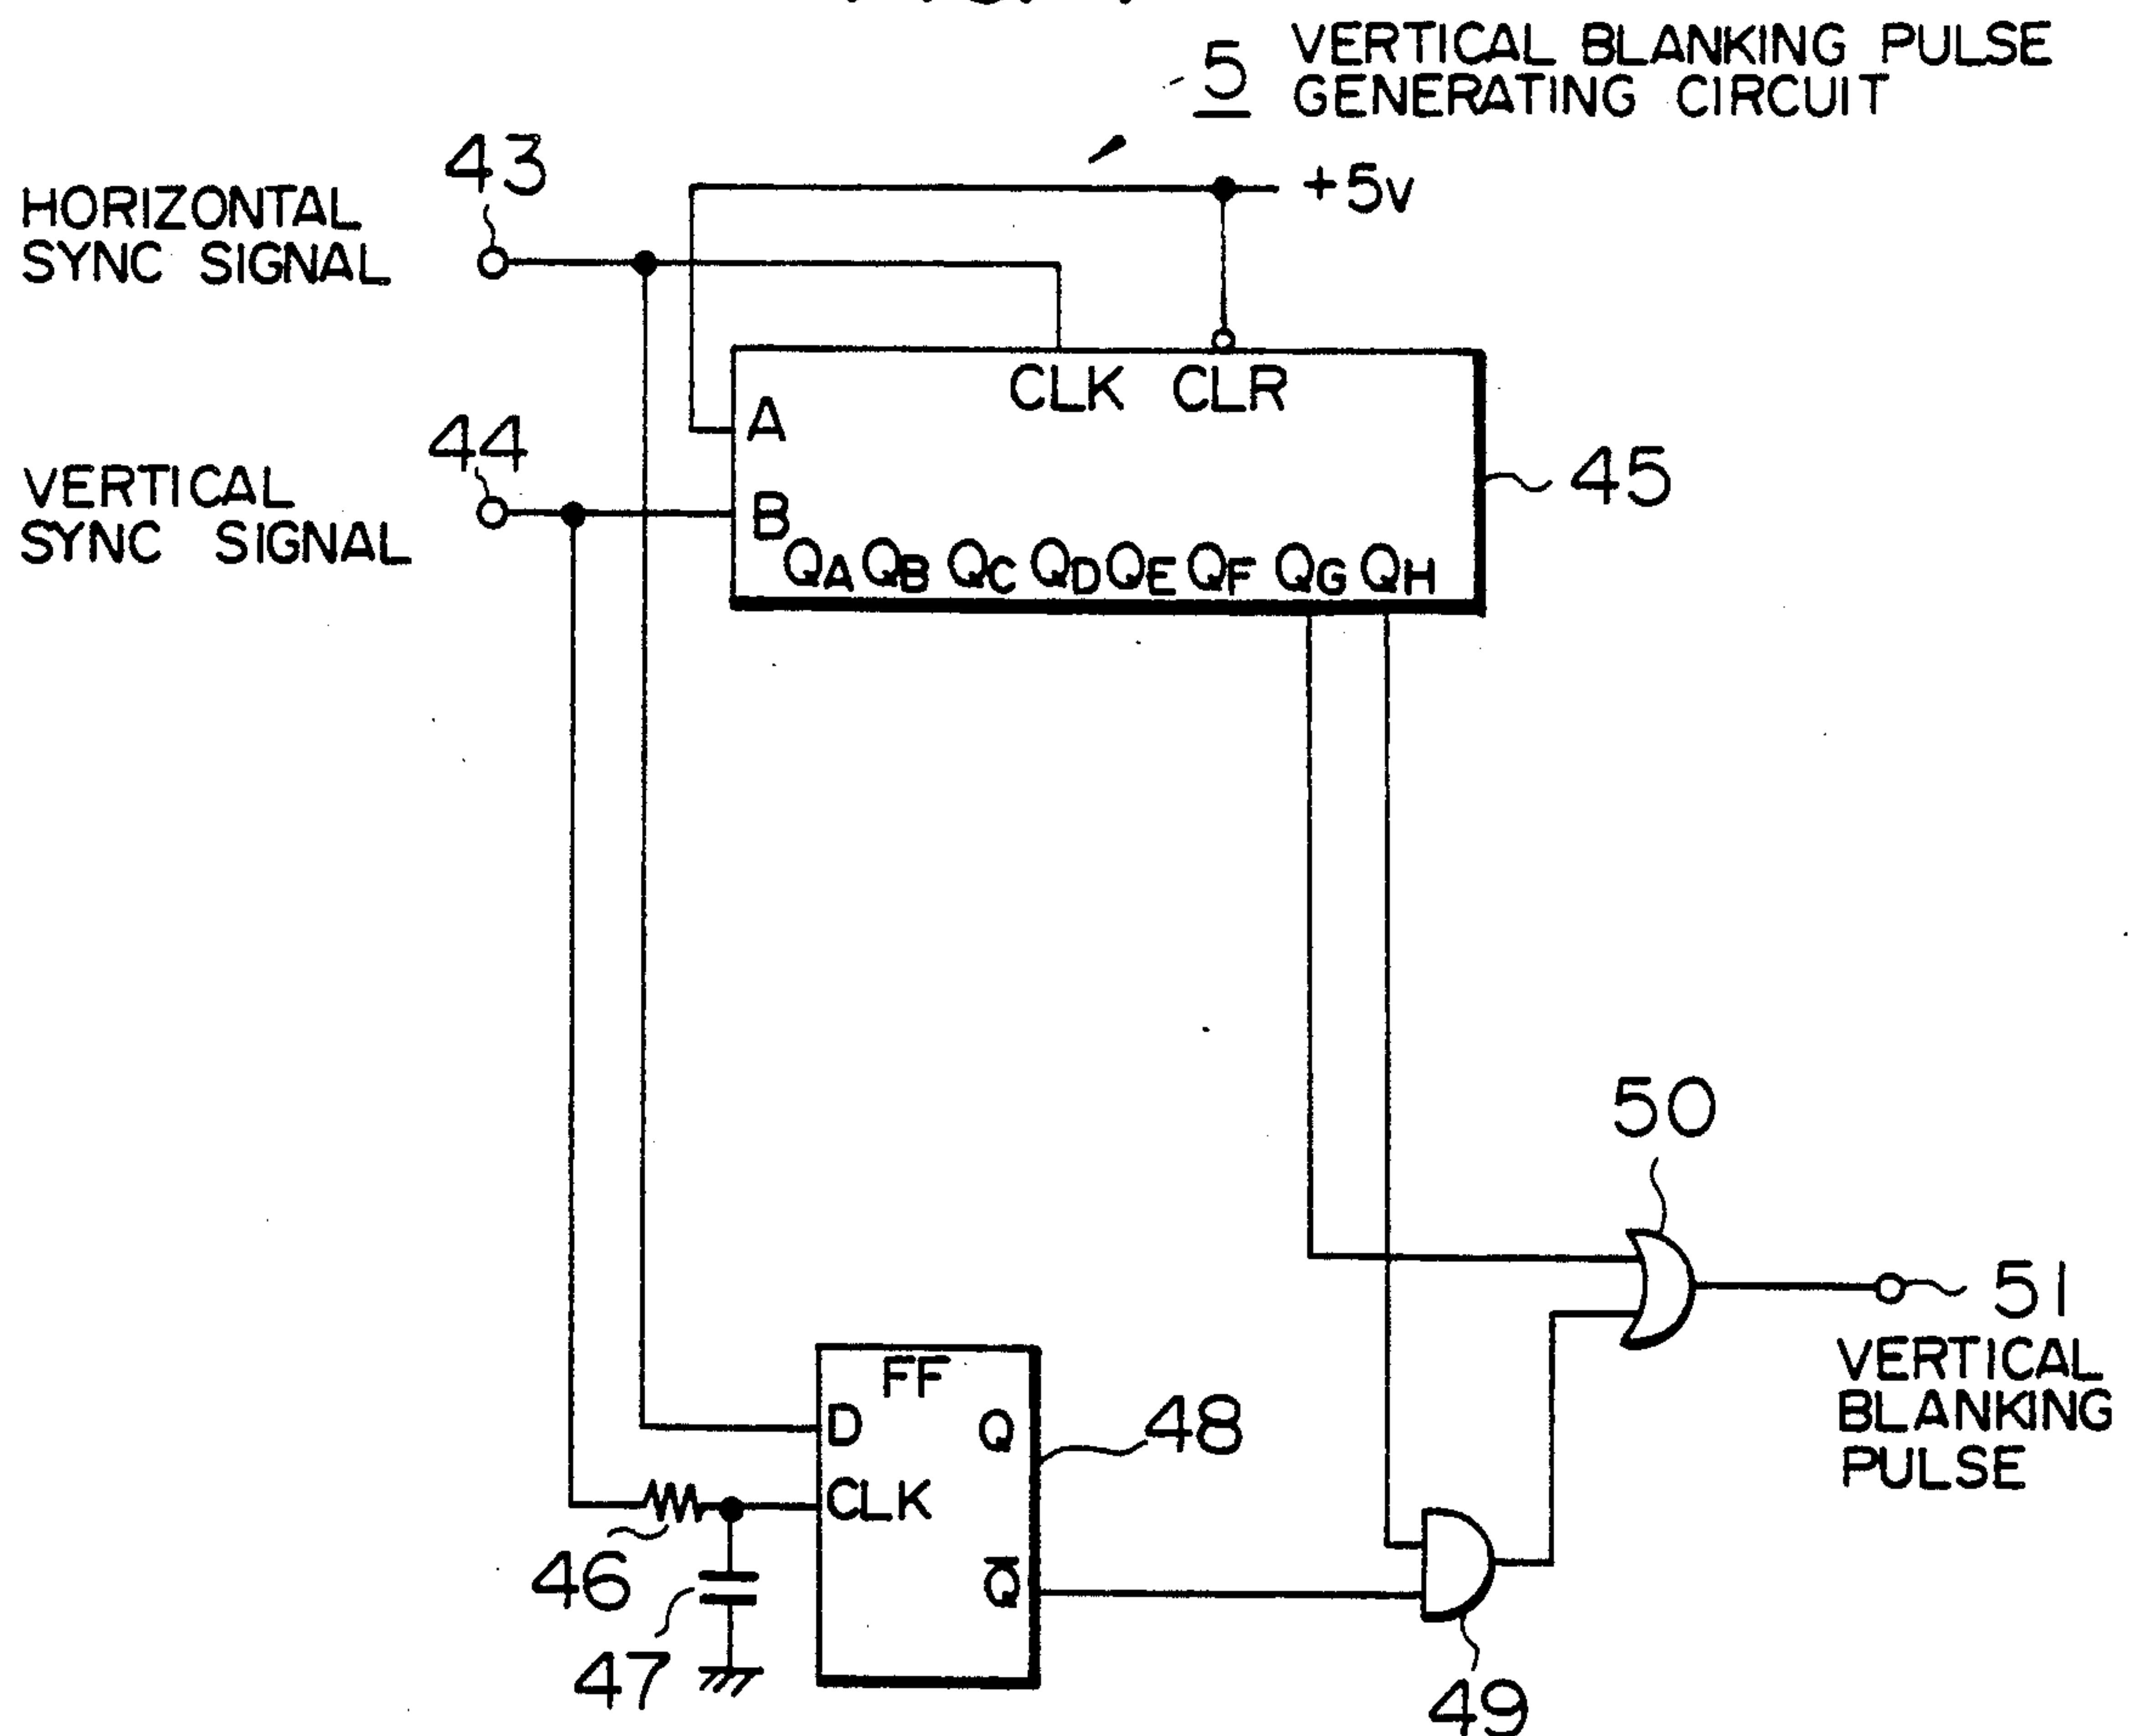 5 VERTICAL BLANKING PULSE
GENERATING CIRCUIT
43
+5v
HORIZONTAL
SYNC SIGNAL
CLK CLR
A
44
45
VERTICAL
SYNC SIGNAL
B
QA QB QC QD QE QF QG QH
50
51
VERTICAL
BLANKING
PULSE
FF
D Q
48
CLK
46
Q̅
47
49